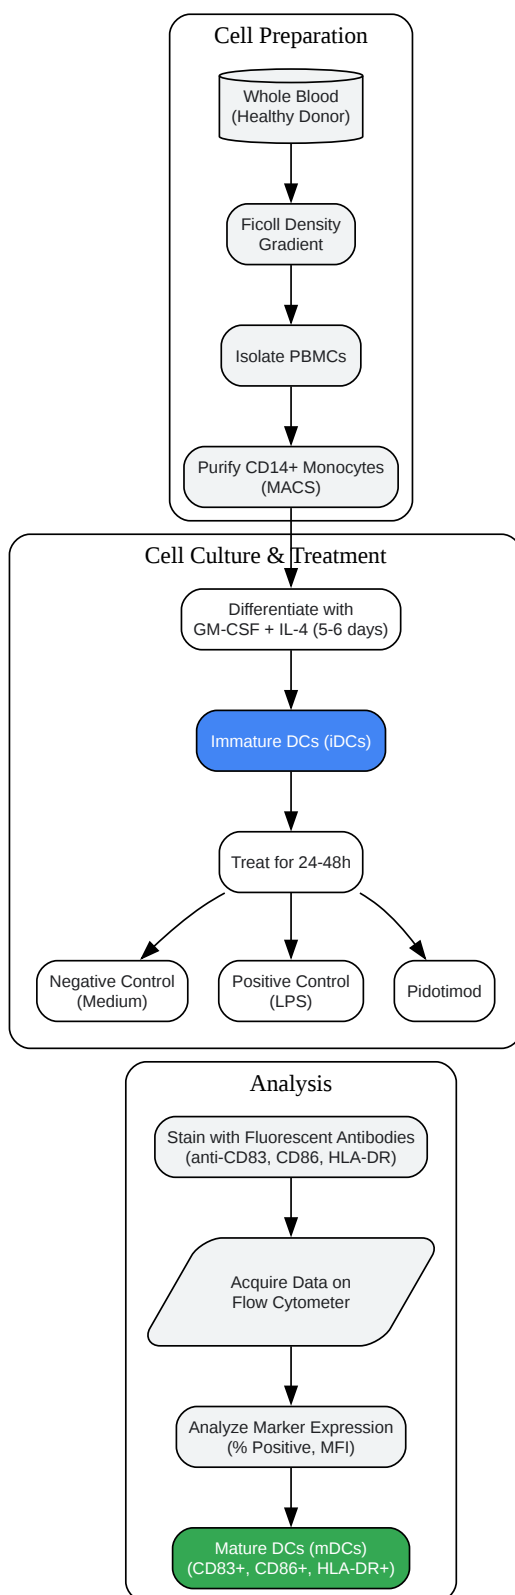 Cell Preparation
Whole Blood
(Healthy Donor)
Ficoll Density
Gradient
Isolate PBMCs
Purify CD14+ Monocytes
(MACS)
Cell Culture & Treatment
Differentiate with
GM-CSF + IL-4 (5-6 days)
Immature DCs (iDCs)
Treat for 24-48h
Negative Control
(Medium)
Positive Control
(LPS)
Pidotimod
Analysis
Stain with Fluorescent Antibodies
(anti-CD83, CD86, HLA-DR)
Acquire Data on
Flow Cytometer
Analyze Marker Expression
(% Positive, MFI)
Mature DCs (mDCs)
(CD83+, CD86+, HLA-DR+)